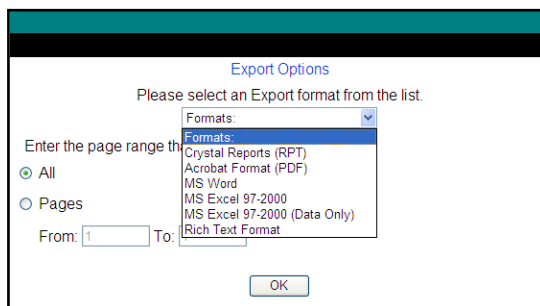 Export Options
Please select an Export format from the list.
Formats:
Formats:
Crystal Reports (RPT)
Acrobat Format (PDF)
MS Word
MS Excel 97-2000
MS Excel 97-2000 (Data Only)
Rich Text Format
Enter the page range
All
Pages
From: 1 To:
OK